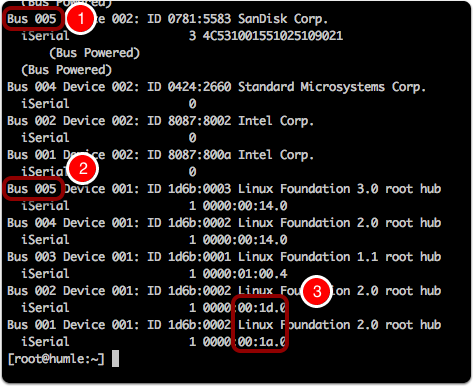 Bus 005 1 Device 002: ID 0781:5583 SanDisk Corp.
iSerial 3 4C531001551025109021
(Bus Powered)
(Bus Powered)
Bus 004 Device 002: ID 0424:2660 Standard Microsystems Corp.
iSerial 0
Bus 002 Device 002: ID 8087:8002 Intel Corp.
iSerial 0
Bus 001 Device 002: ID 8087:800a Intel Corp.
iSerial 2 0
Bus 005 Device 001: ID 1d6b:0003 Linux Foundation 3.0 root hub
iSerial 1 0000:00:14.0
Bus 004 Device 001: ID 1d6b:0002 Linux Foundation 2.0 root hub
iSerial 1 0000:00:14.0
Bus 003 Device 001: ID 1d6b:0001 Linux Foundation 1.1 root hub
iSerial 1 0000:01:00.4
Bus 002 Device 001: ID 1d6b:0002 Linux Foundation 3 2.0 root hub
iSerial 1 0000:00:1d.0
Bus 001 Device 001: ID 1d6b:0002 Linux Foundation 2.0 root hub
iSerial 1 0000:00:1a.0
[root@humle:~]